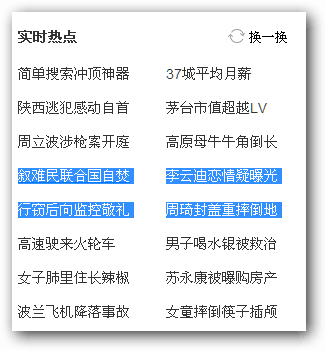 实时热点 换一换
简单搜索冲顶神器 37城平均月薪
陕西逃犯感动自首 茅台市值超越LV
周立波涉枪案开庭 高原母牛牛角倒长
叙难民联合国自焚 李云迪恋情疑曝光
行窃后向监控敬礼 周琦封盖重摔倒地
高速驶来火轮车 男子喝水银被救治
女子肺里住长辣椒 苏永康被曝购房产
波兰飞机降落事故 女童摔倒筷子插颅